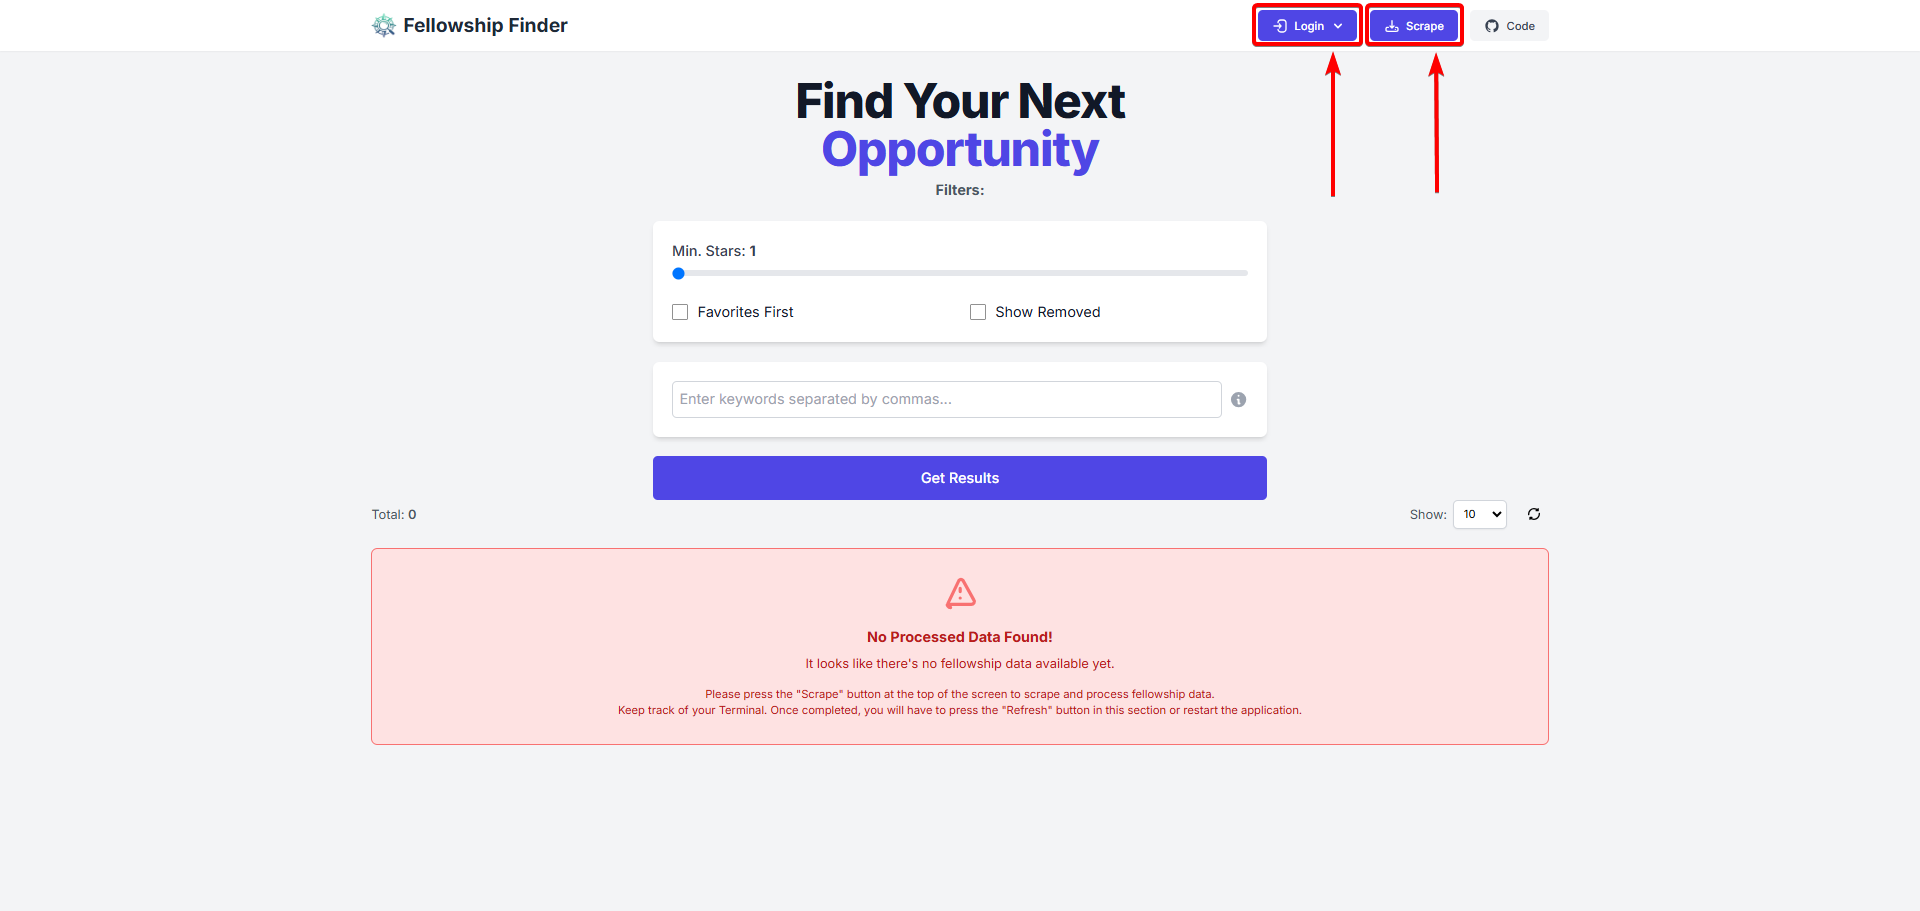 Fellowship Finder
Login
Scrape
Code
Find Your Next
Opportunity
Filters:
Min. Stars: 1
Favorites First
Show Removed
Enter keywords separated by commas...
Get Results
Total: 0
Show: 10
No Processed Data Found!
It looks like there's no fellowship data available yet.
Please press the "Scrape" button at the top of the screen to scrape and process fellowship data.
Keep track of your Terminal. Once completed, you will have to press the "Refresh" button in this section or restart the application.